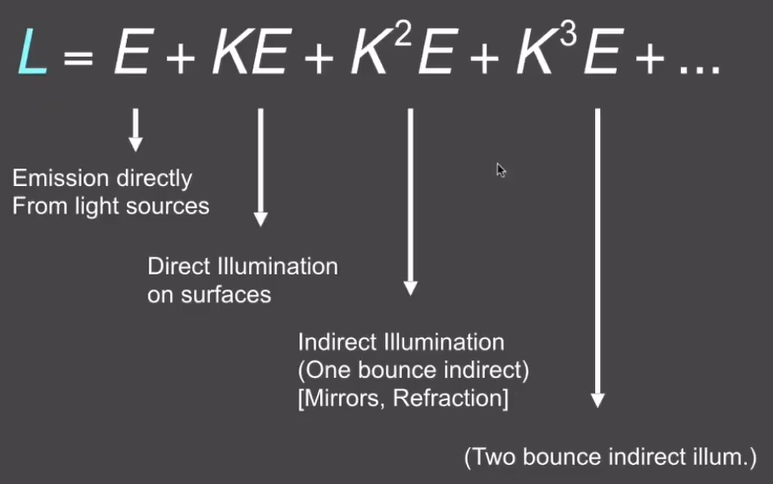 L = E + KE + K²E + K³E + ...
Emission directly
From light sources
Direct Illumination
on surfaces
Indirect Illumination
(One bounce indirect)
[Mirrors, Refraction]
(Two bounce indirect illum.)